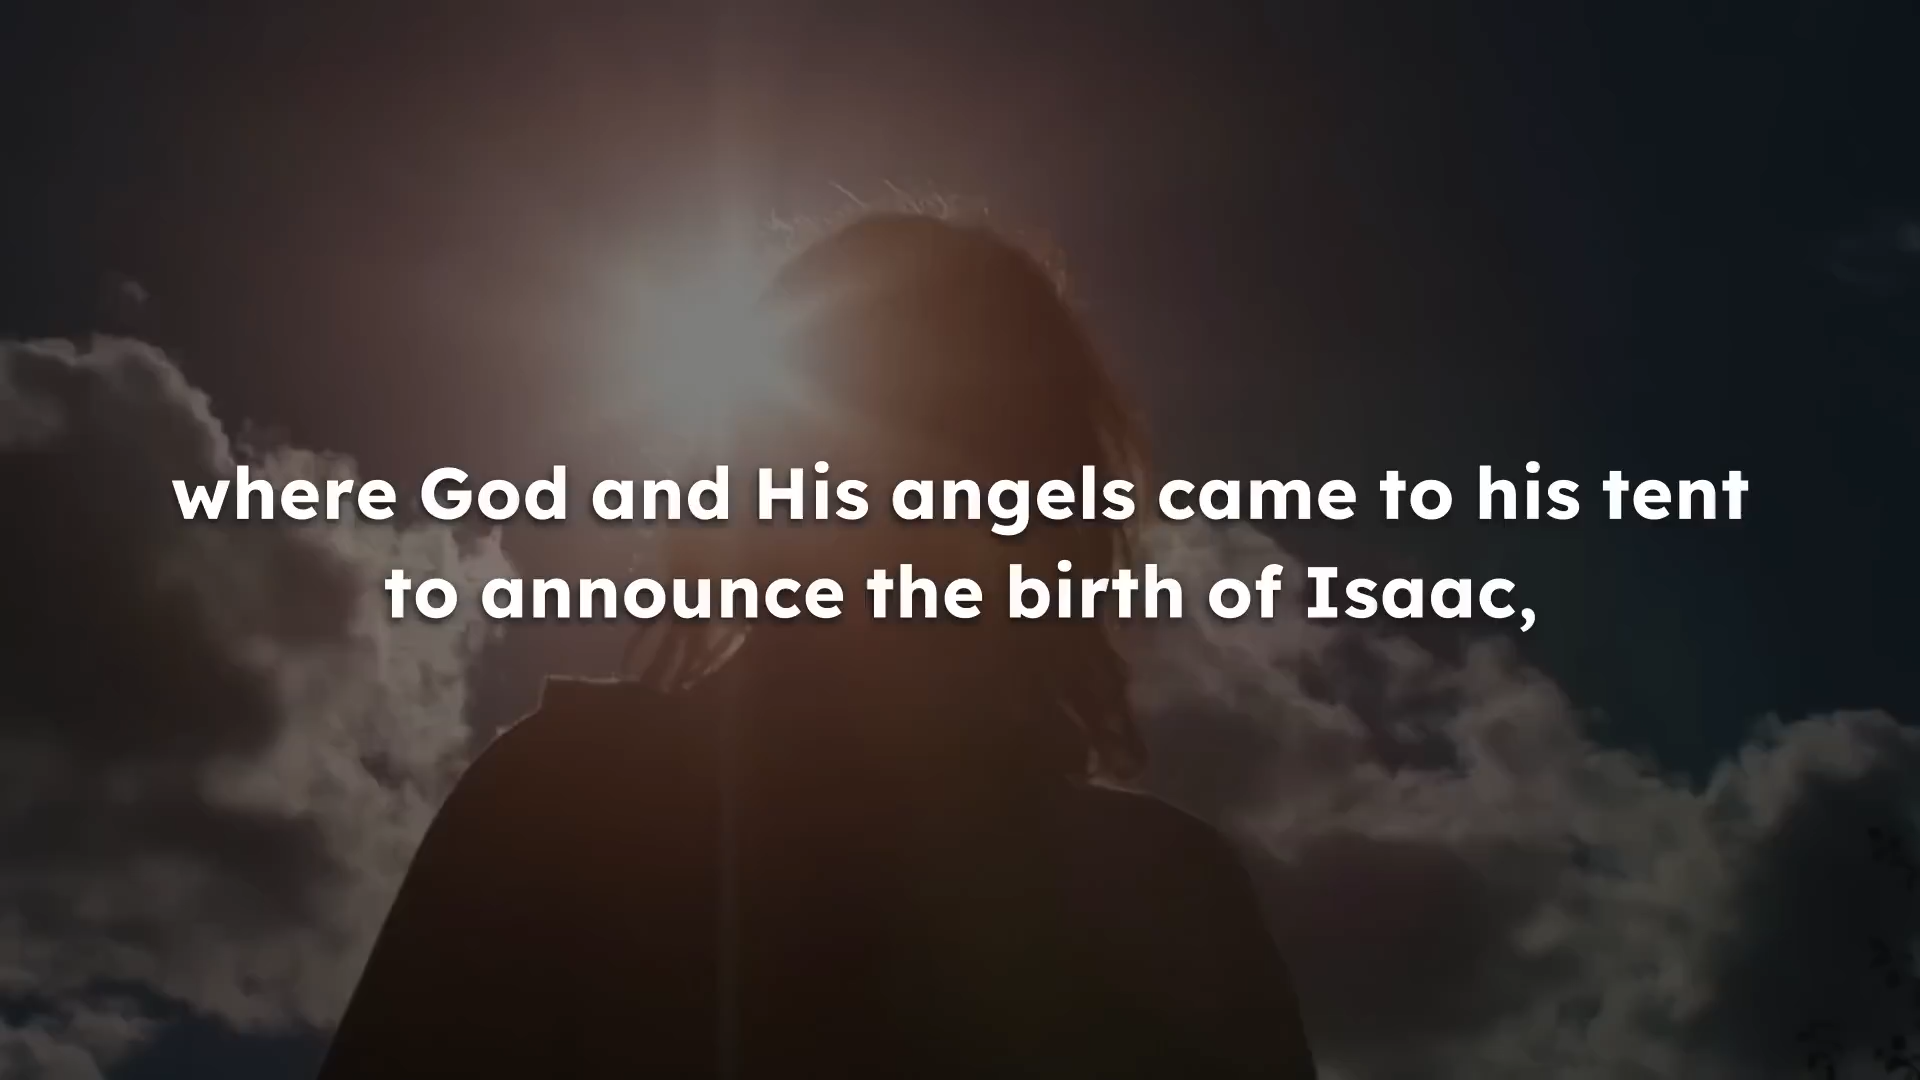 where God and His angels came to his tent
to announce the birth of Isaac,